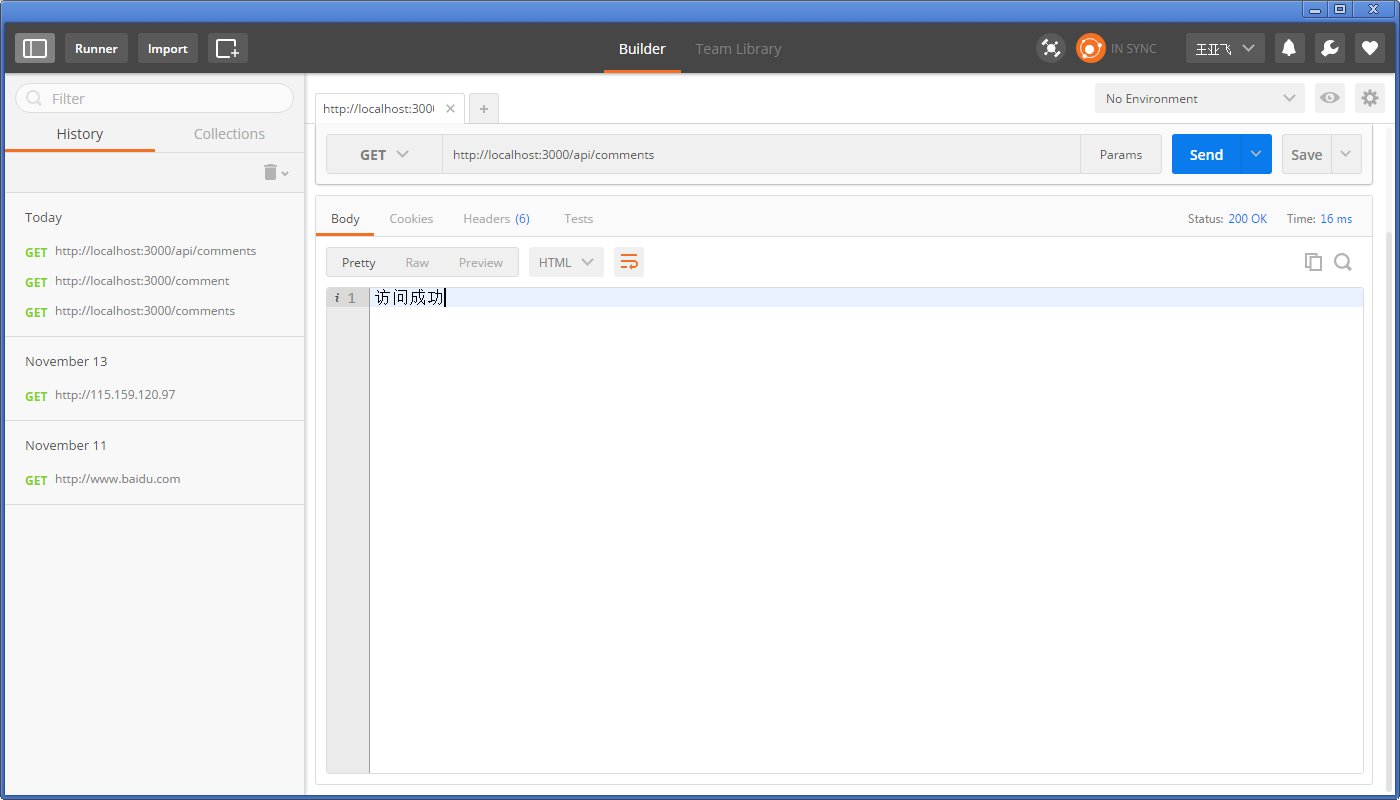 Runner Import Builder Team Library IN SYNC 王亚飞
Filter
History Collections
Today
GET http://localhost:3000/api/comments
GET http://localhost:3000/comment
GET http://localhost:3000/comments
November 13
GET http://115.159.120.97
November 11
GET http://www.baidu.com
http://localhost:3000 No Environment
GET http://localhost:3000/api/comments Params Send Save
Body Cookies Headers (6) Tests Status: 200 OK Time: 16 ms
Pretty Raw Preview HTML
i 1 访问成功